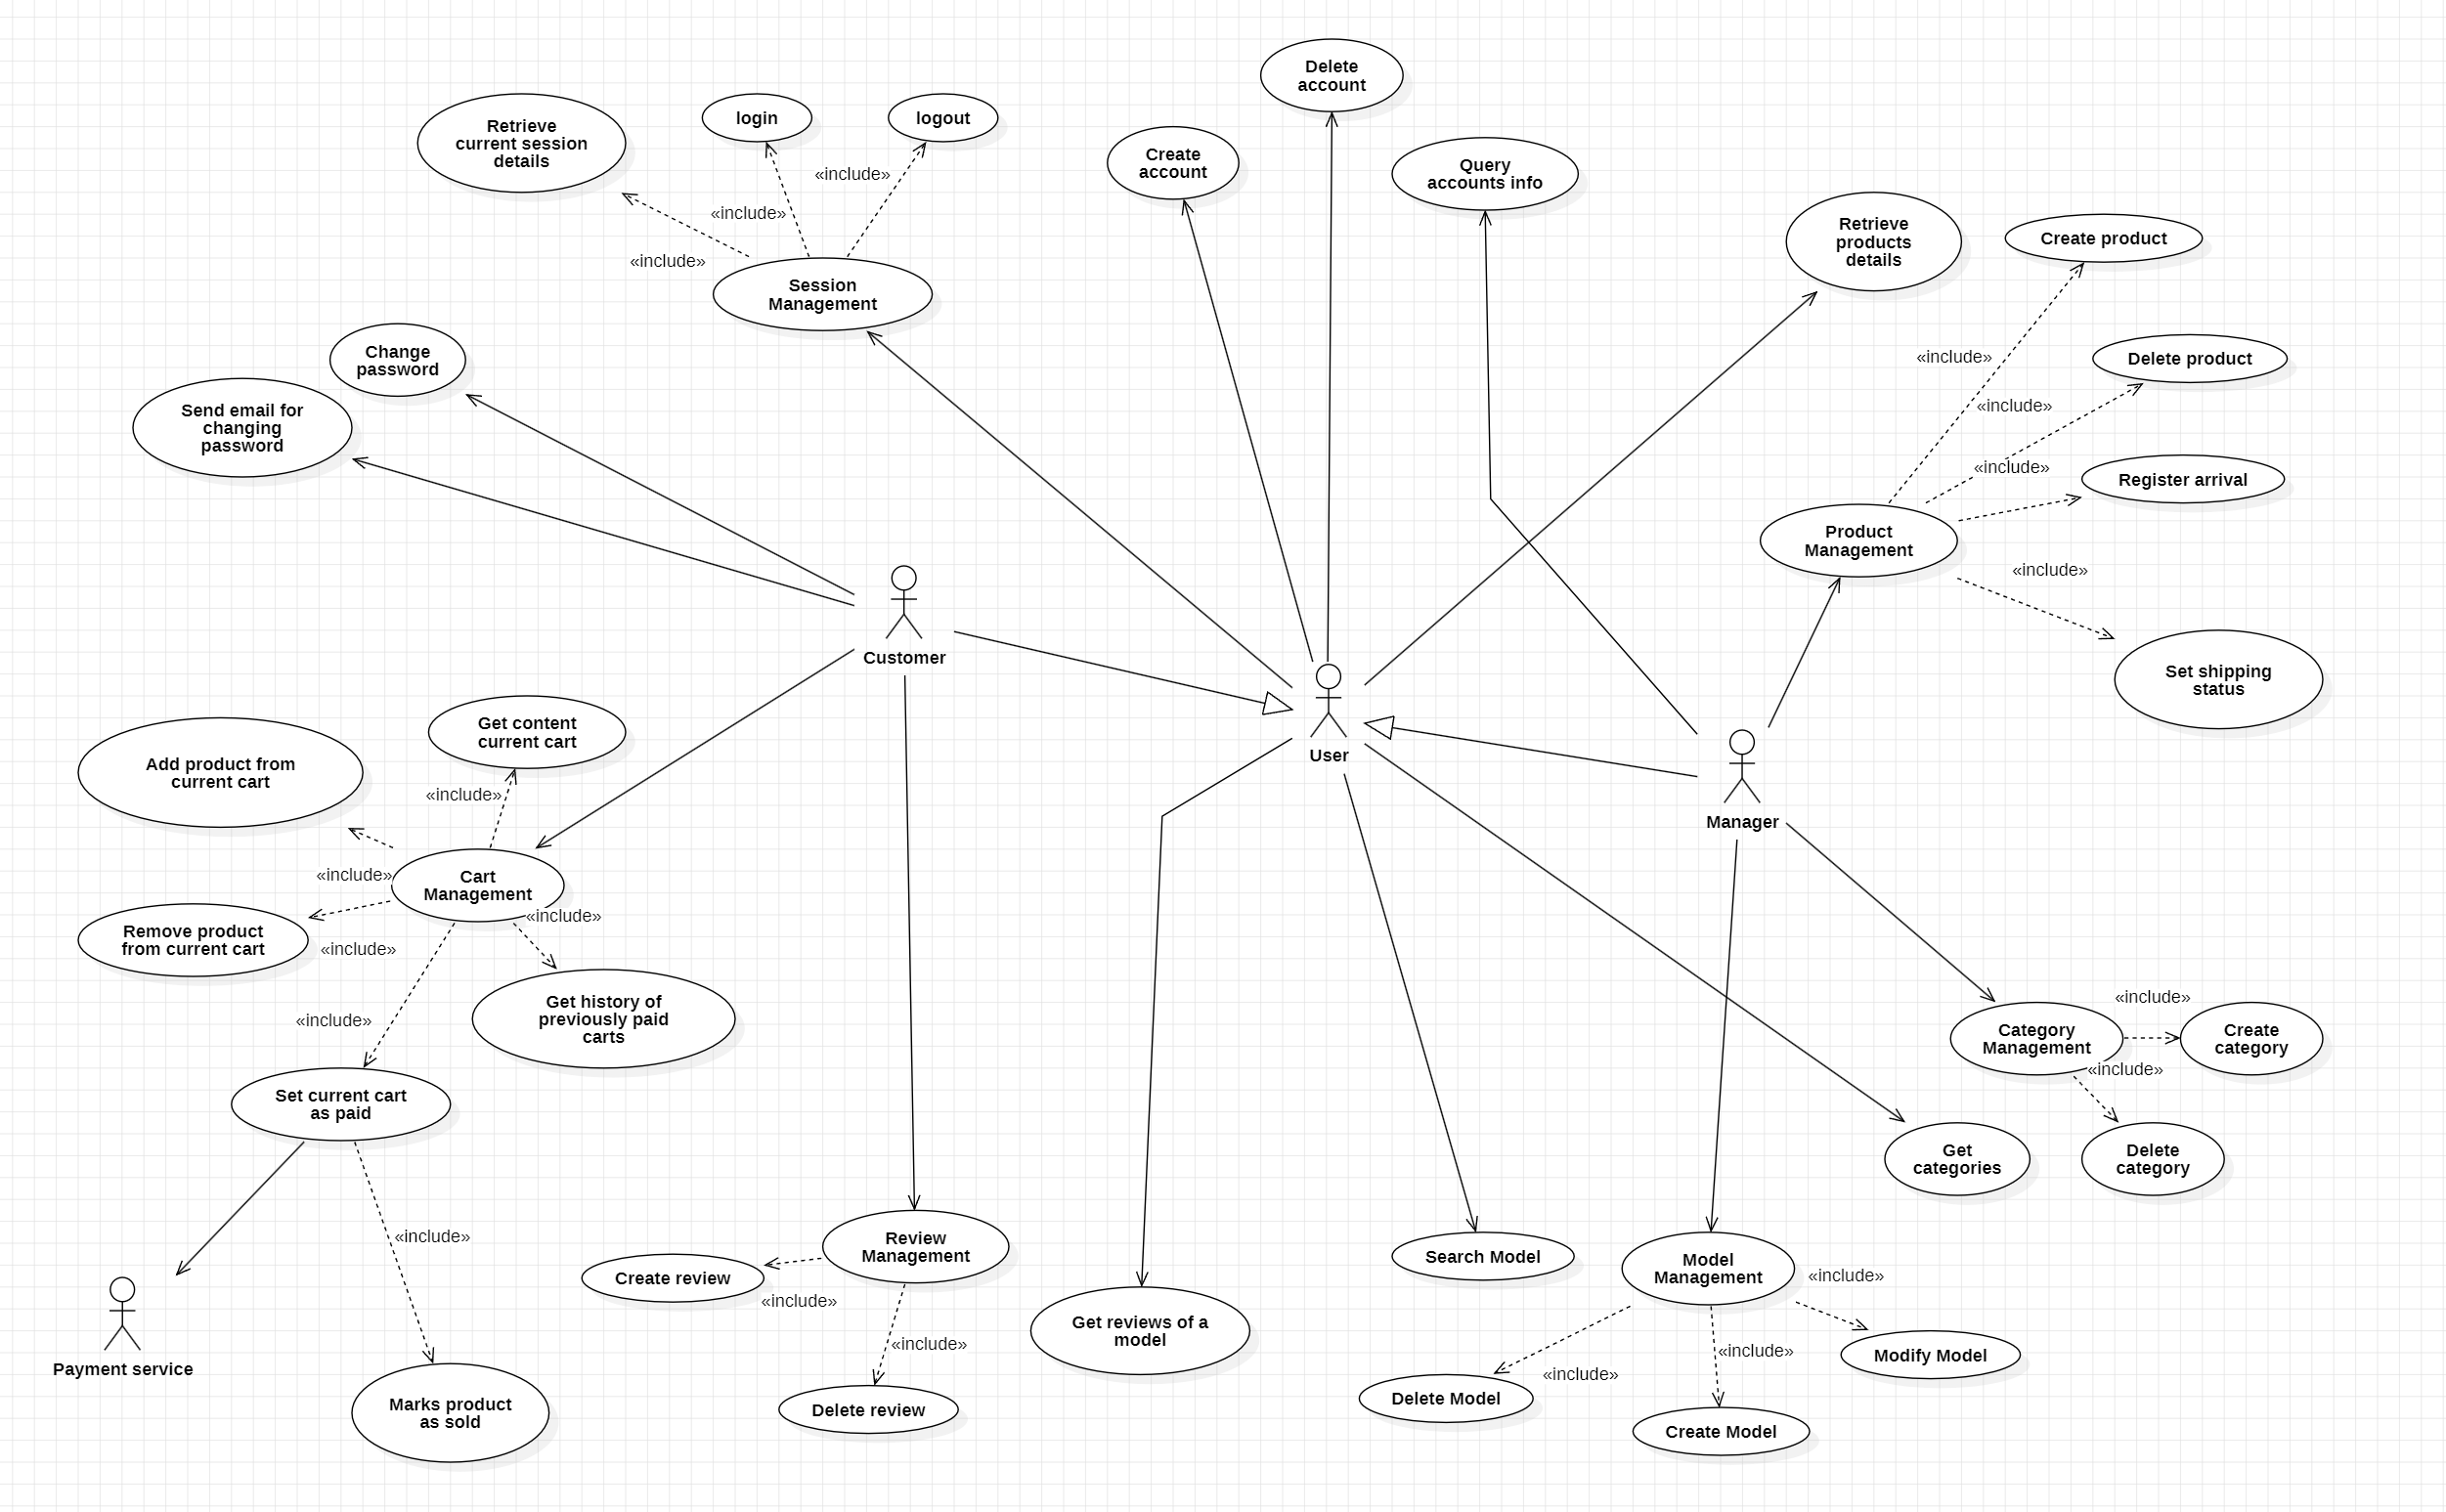 Delete
account
Retrieve
current session
details
login
logout
«include»
Create
account
Query
accounts info
«include»
«include»
Session
Management
Retrieve
products
details
Create product
Change
password
Send email for
changing
password
«include»
Delete product
«include»
«include»
Register arrival
Product
Management
«include»
Set shipping
status
Customer
User
Manager
Get content
current cart
Add product from
current cart
«include»
«include»
Cart
Management
«include»
Remove product
from current cart
«include»
«include»
Get history of
previously paid
carts
Set current cart
as paid
«include»
Category
Management
Create
category
«include»
Get
categories
Delete
category
«include»
Payment service
Marks product
as sold
Review
Management
Create review
«include»
«include»
Delete review
Get reviews of a
model
Search Model
Model
Management
«include»
«include»
«include»
Modify Model
Delete Model
Create Model